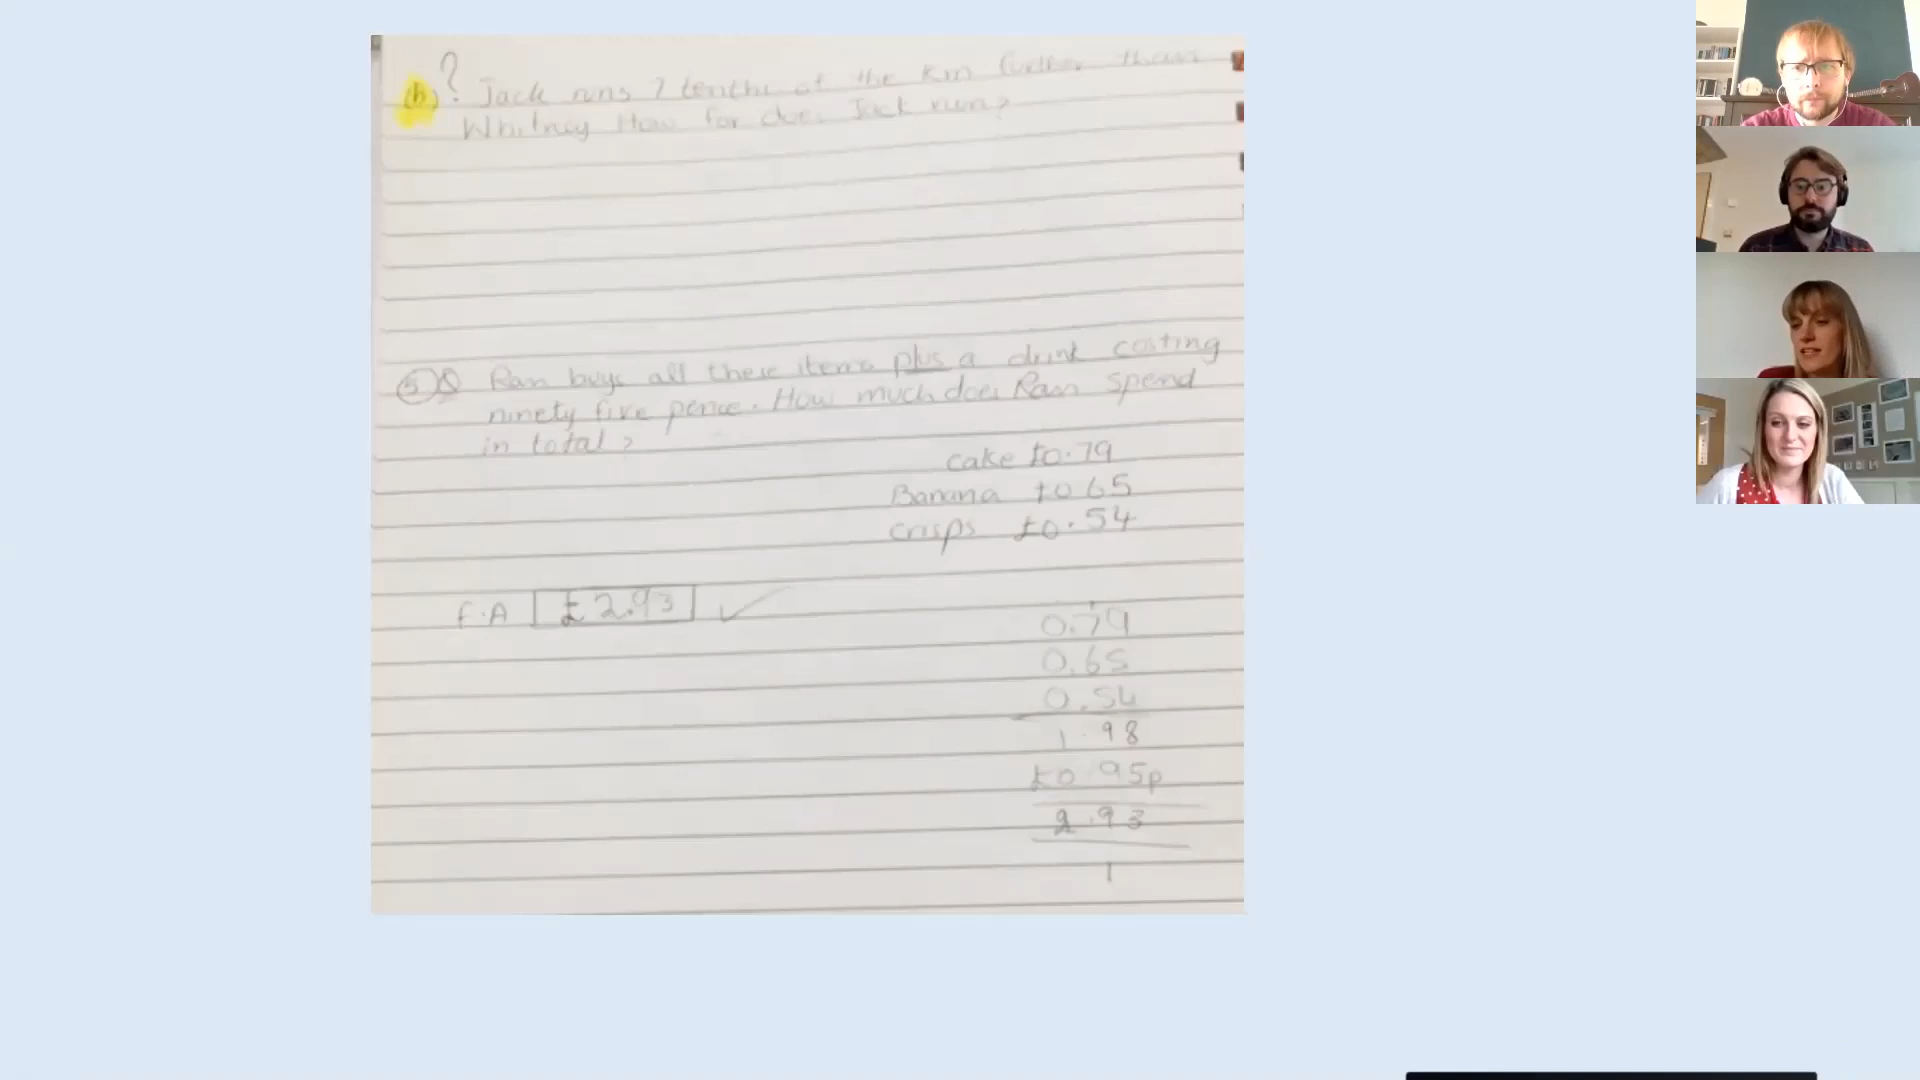 (b) ? Jack runs 7 tenths of the km further than
Whitney How far does Jack run?
(5) Q Ram buys all these items plus a drink costing
ninety five pence. How much does Ram spend
in total?
cake £0.79
Banana £0 65
crisps £0.54
F.A £2.93 ✓
0.79
0.65
0.54
1.98
£0.95p
2.93
1